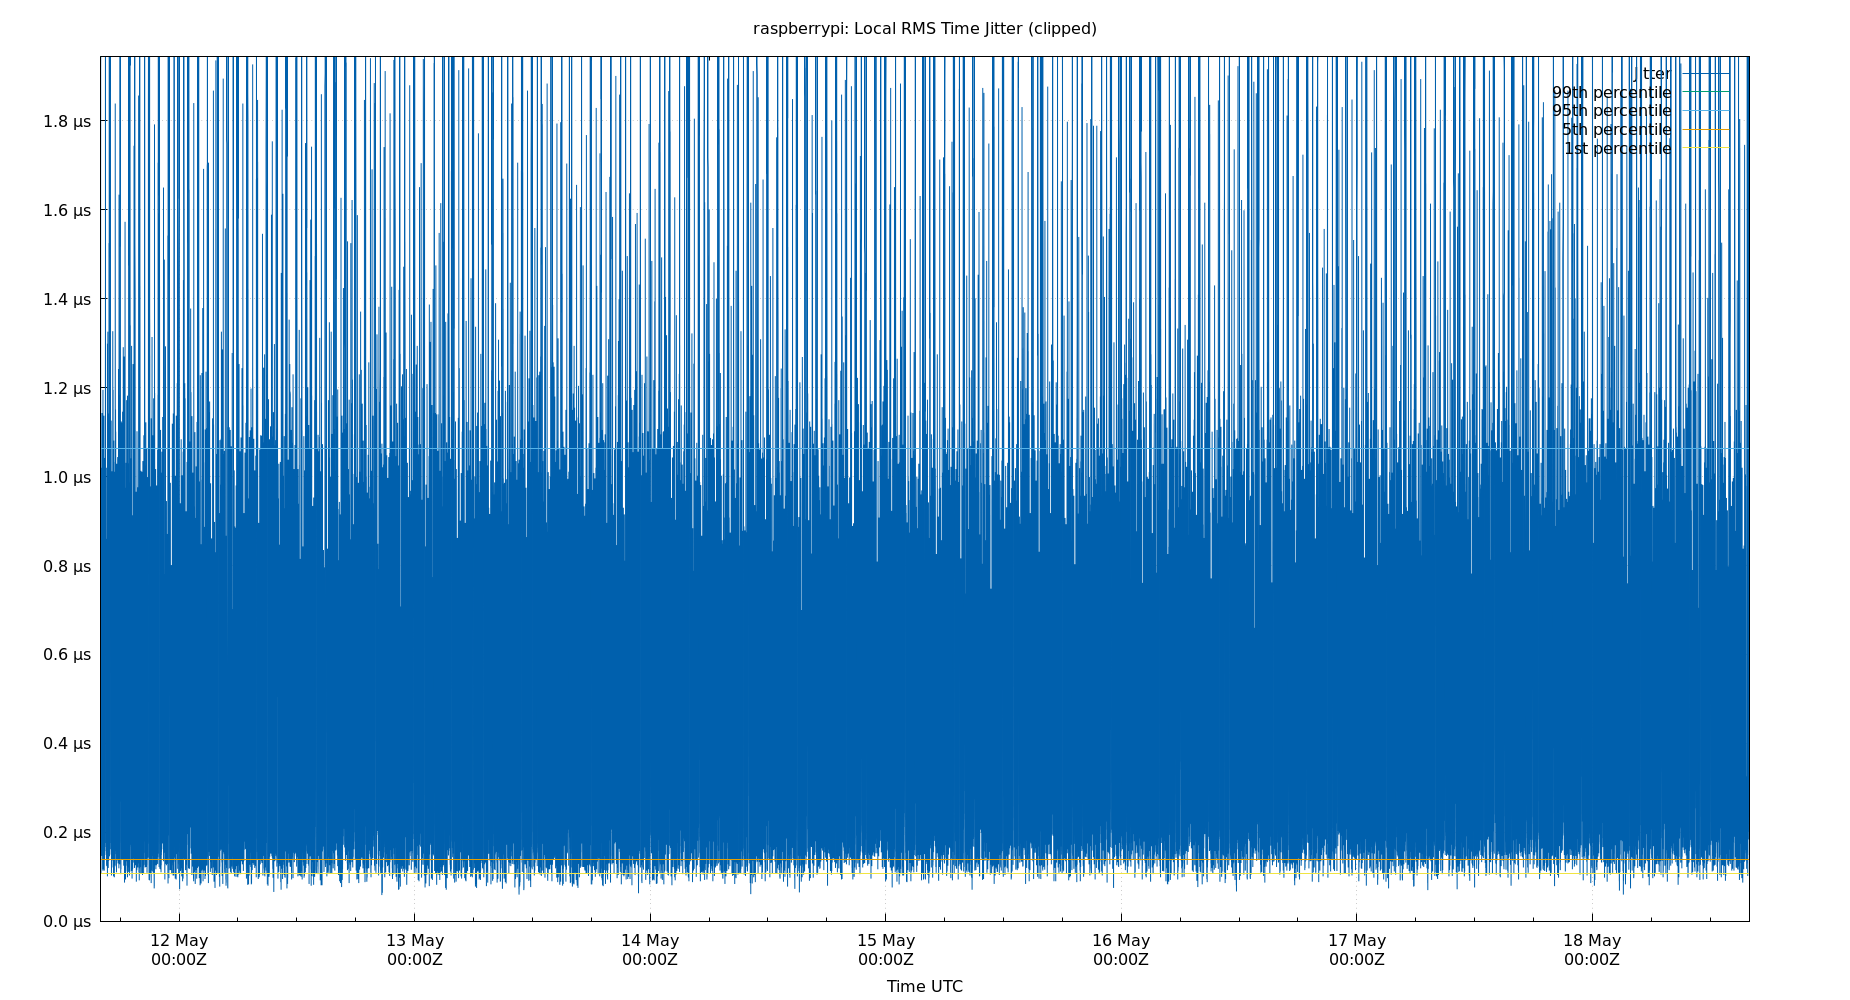 raspberrypi: Local RMS Time Jitter (clipped)
jitter
99th percentile
95th percentile
5th percentile
1st percentile
1.8 µs
1.6 µs
1.4 µs
1.2 µs
1.0 µs
0.8 µs
0.6 µs
0.4 µs
0.2 µs
0.0 µs
12 May 13 May 14 May 15 May 16 May 17 May 18 May
00:00Z 00:00Z 00:00Z 00:00Z 00:00Z 00:00Z 00:00Z
Time UTC